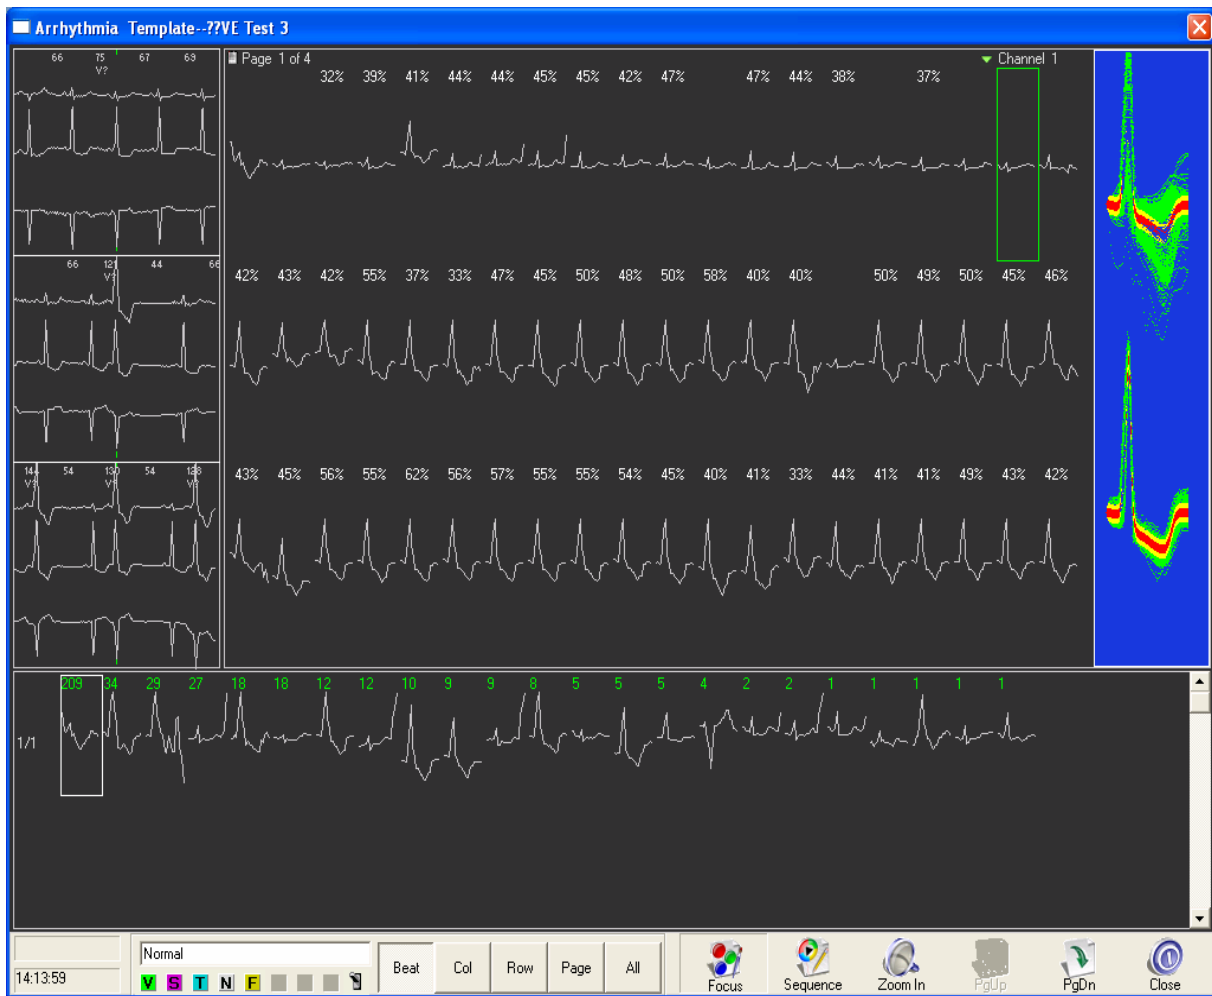 Arrhythmia Template--??VE Test 3
66 75 67 69
V?
Page 1 of 4
Channel 1
32% 39% 41% 44% 44% 45% 45% 42% 47% 47% 44% 38% 37%
66 121 44 66
V?
42% 43% 42% 55% 37% 33% 47% 45% 50% 48% 50% 58% 40% 40% 50% 49% 50% 45% 46%
144 54 130 54 128
V? V? V?
43% 45% 56% 55% 62% 56% 57% 55% 55% 54% 45% 40% 41% 33% 44% 41% 41% 49% 43% 42%
209 34 29 27 18 18 12 12 10 9 9 8 5 5 5 4 2 2 1 1 1 1 1
1/1
Normal
V S T N F
14:13:59
Beat Col Row Page All
Focus Sequence Zoom In PgUp PgDn Close